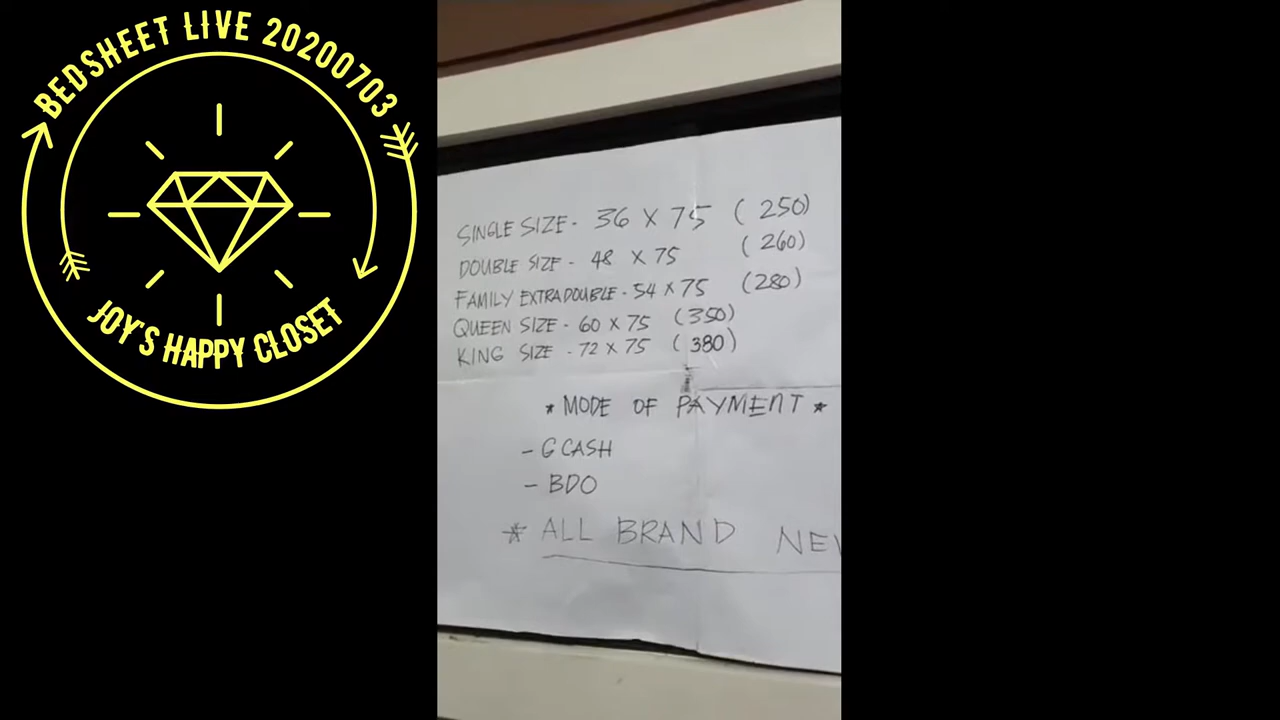 BEDSHEET LIVE 20200703
JOY'S HAPPY CLOSET
SINGLE SIZE - 36 X 75 (250)
DOUBLE SIZE - 48 X 75 (260)
FAMILY EXTRA DOUBLE - 54 X 75 (280)
QUEEN SIZE - 60 X 75 (350)
KING SIZE - 72 X 75 (380)
* MODE OF PAYMENT *
- G CASH
- BDO
* ALL BRAND